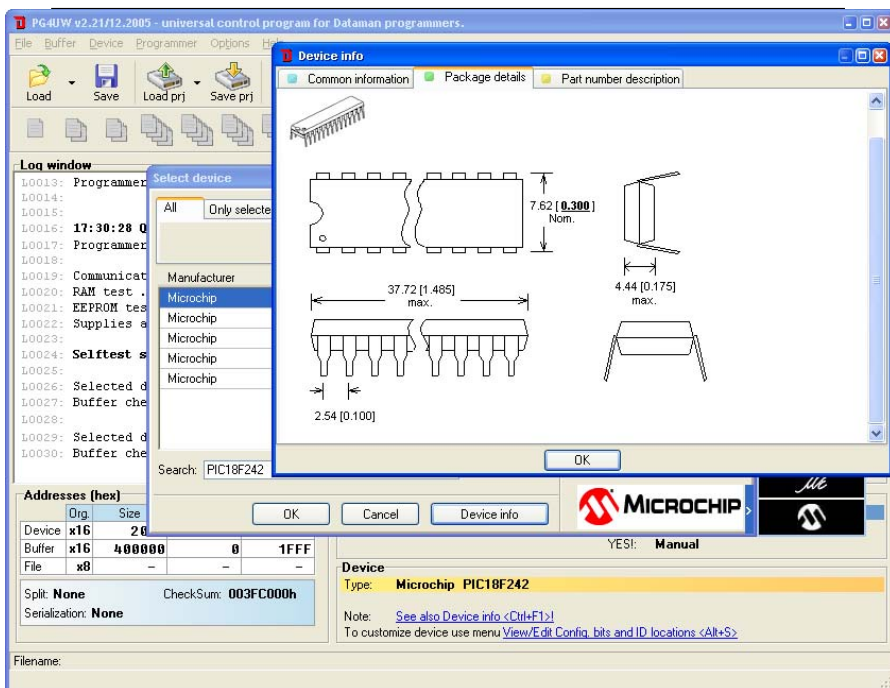 PG4UW v2.21/12.2005 - universal control program for Dataman programmers.
File Buffer Device Programmer Options Help
Load Save Load prj Save prj
Device info
Common information Package details Part number description
7.62 [ 0.300 ]
Nom.
4.44 [0.175]
max.
37.72 [1.485]
max.
2.54 [0.100]
OK
Log window
L0013: Programmer
L0014:
L0015:
L0016: 17:30:28 Q
L0017: Programmer
L0018:
L0019: Communicat
L0020: RAM test .
L0021: EEPROM tes
L0022: Supplies a
L0023:
L0024: Selftest s
L0025:
L0026: Selected d
L0027: Buffer che
L0028:
L0029: Selected d
L0030: Buffer che
Select device
All Only selecte
Manufacturer
Microchip
Microchip
Microchip
Microchip
Microchip
Search: PIC18F242
OK Cancel Device info
MICROCHIP
Addresses (hex)
Org. Size
Device x16 20
Buffer x16 400000 0 1FFF
File x8 - - -
Split: None CheckSum: 003FC000h
Serialization: None
YES!: Manual
Device
Type: Microchip PIC18F242
Note: See also Device info <Ctrl+F1>!
To customize device use menu View/Edit Config. bits and ID locations <Alt+S>
Filename: